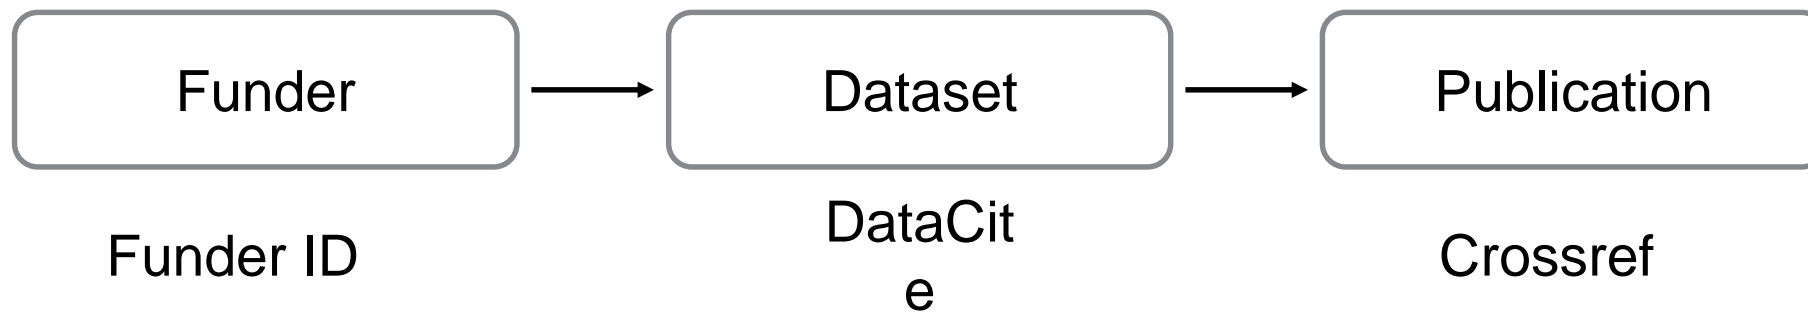 Funder
Dataset
Publication
Funder ID
DataCit
e
Crossref